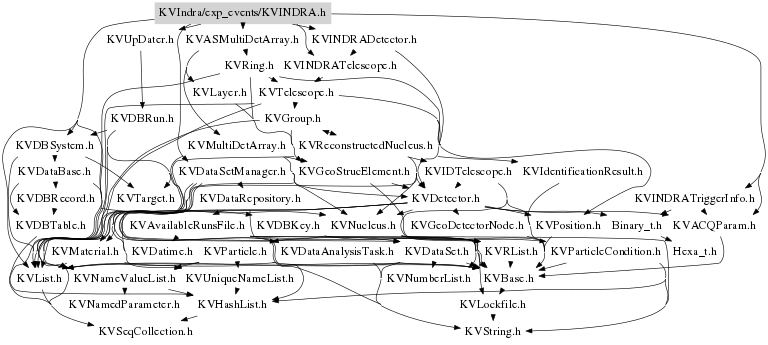 KVIndra/exp_events/KVINDRA.h
KVUpDater.h KVASMultiDetArray.h KVINDRADetector.h
KVRing.h KVINDRATelescope.h
KVLayer.h KVTelescope.h
KVDBRun.h KVGroup.h
KVDBSystem.h KVMultiDetArray.h KVReconstructedNucleus.h
KVDataBase.h KVDataSetManager.h KVGeoStrucElement.h KVIDTelescope.h KVIdentificationResult.h
KVDBRecord.h KVTarget.h KVDataRepository.h KVDetector.h KVINDRATriggerInfo.h
KVDBTable.h KVAvailableRunsFile.h KVDBKey.h KVNucleus.h KVGeoDetectorNode.h KVPosition.h Binary_t.h KVACQParam.h
KVMaterial.h KVDatime.h KVParticle.h KVDataAnalysisTask.h KVDataSet.h KVRList.h KVParticleCondition.h Hexa_t.h
KVList.h KVNameValueList.h KVUniqueNameList.h KVNumberList.h KVBase.h
KVNamedParameter.h KVHashList.h KVLockfile.h
KVSeqCollection.h KVString.h